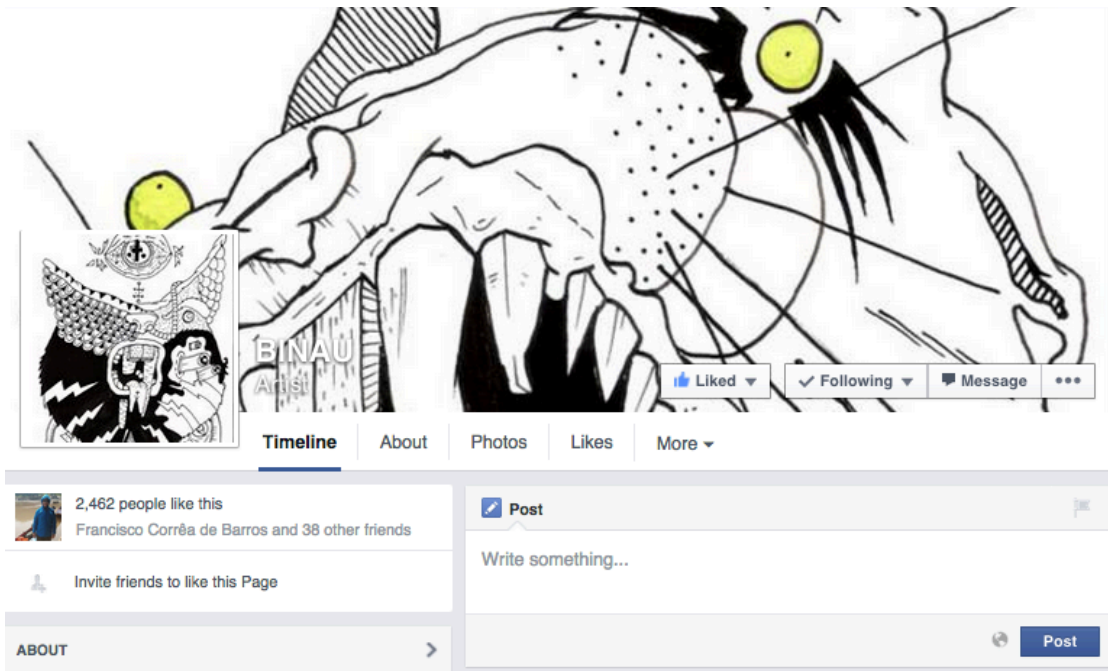 BINAU
Artist
Liked
Following
Message
Timeline
About
Photos
Likes
More
2,462 people like this
Francisco Corrêa de Barros and 38 other friends
Invite friends to like this Page
ABOUT
Post
Write something...
Post